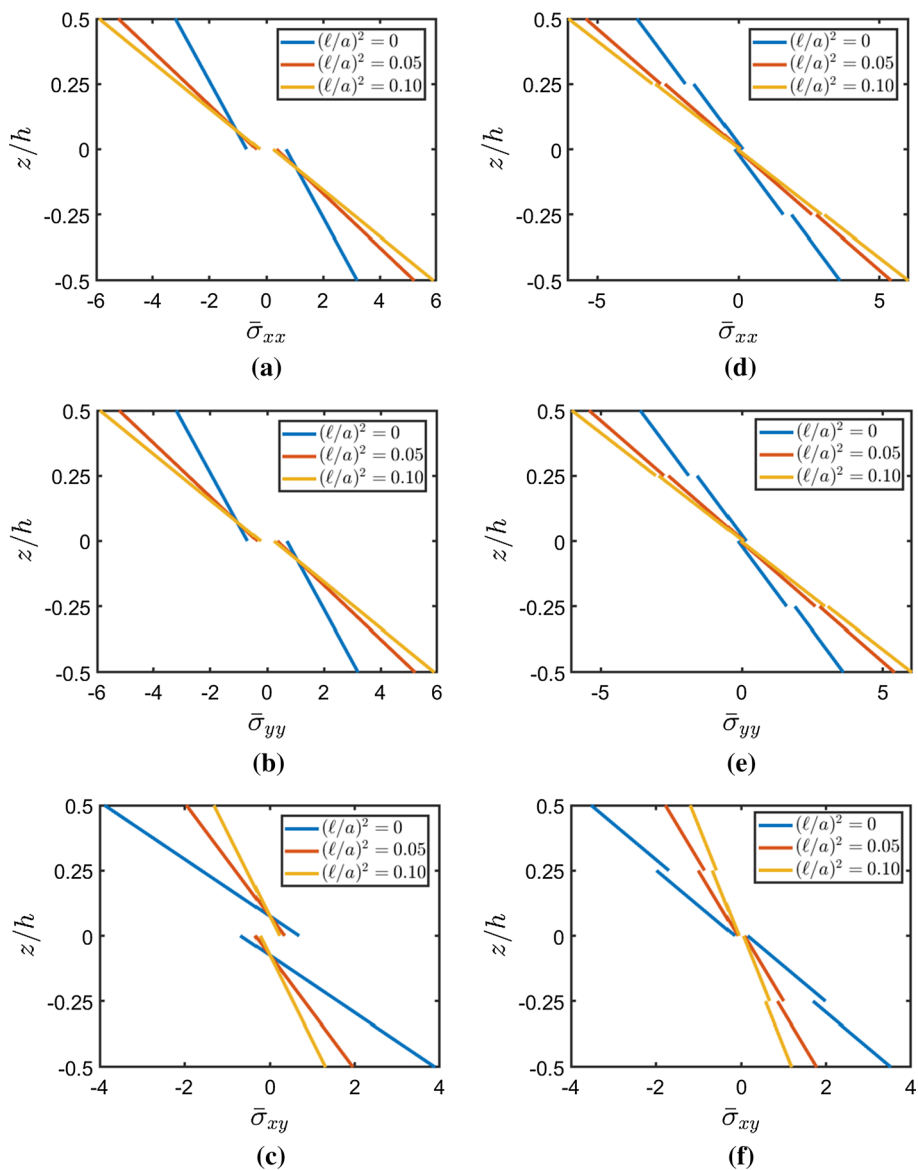 0.5
0.25
0
-0.25
-0.5
z/h
(ℓ/a)² = 0
(ℓ/a)² = 0.05
(ℓ/a)² = 0.10
-6 -4 -2 0 2 4 6
σ̄xx
(a)
0.5
0.25
0
-0.25
-0.5
z/h
(ℓ/a)² = 0
(ℓ/a)² = 0.05
(ℓ/a)² = 0.10
-5 0 5
σ̄xx
(d)
0.5
0.25
0
-0.25
-0.5
z/h
(ℓ/a)² = 0
(ℓ/a)² = 0.05
(ℓ/a)² = 0.10
-6 -4 -2 0 2 4 6
σ̄yy
(b)
0.5
0.25
0
-0.25
-0.5
z/h
(ℓ/a)² = 0
(ℓ/a)² = 0.05
(ℓ/a)² = 0.10
-5 0 5
σ̄yy
(e)
0.5
0.25
0
-0.25
-0.5
z/h
(ℓ/a)² = 0
(ℓ/a)² = 0.05
(ℓ/a)² = 0.10
-4 -2 0 2 4
σ̄xy
(c)
0.5
0.25
0
-0.25
-0.5
z/h
(ℓ/a)² = 0
(ℓ/a)² = 0.05
(ℓ/a)² = 0.10
-4 -2 0 2 4
σ̄xy
(f)